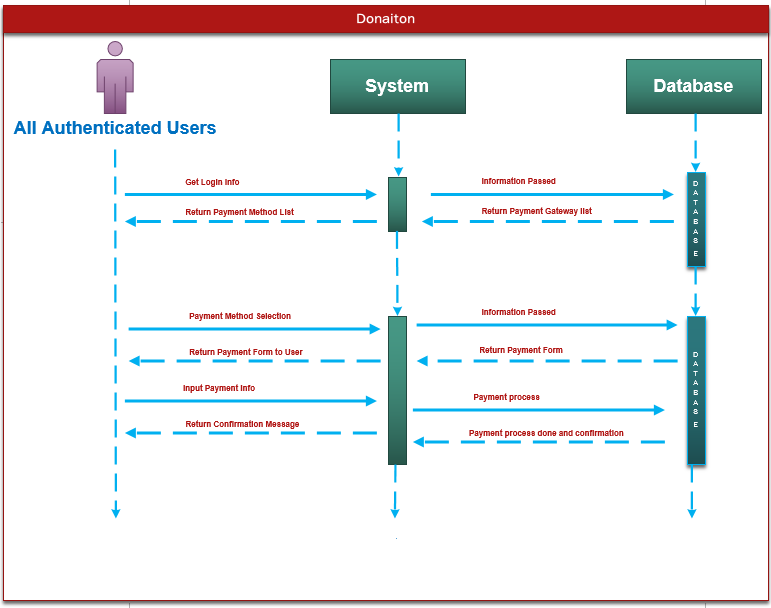 Donaiton
System
Database
All Authenticated Users
Get Login Info
Information Passed
Return Payment Method List
Return Payment Gateway list
DATABASE
Payment Method Selection
Information Passed
Return Payment Form to User
Return Payment Form
Input Payment Info
Payment process
Return Confirmation Message
Payment process done and confirmation
DATABASE